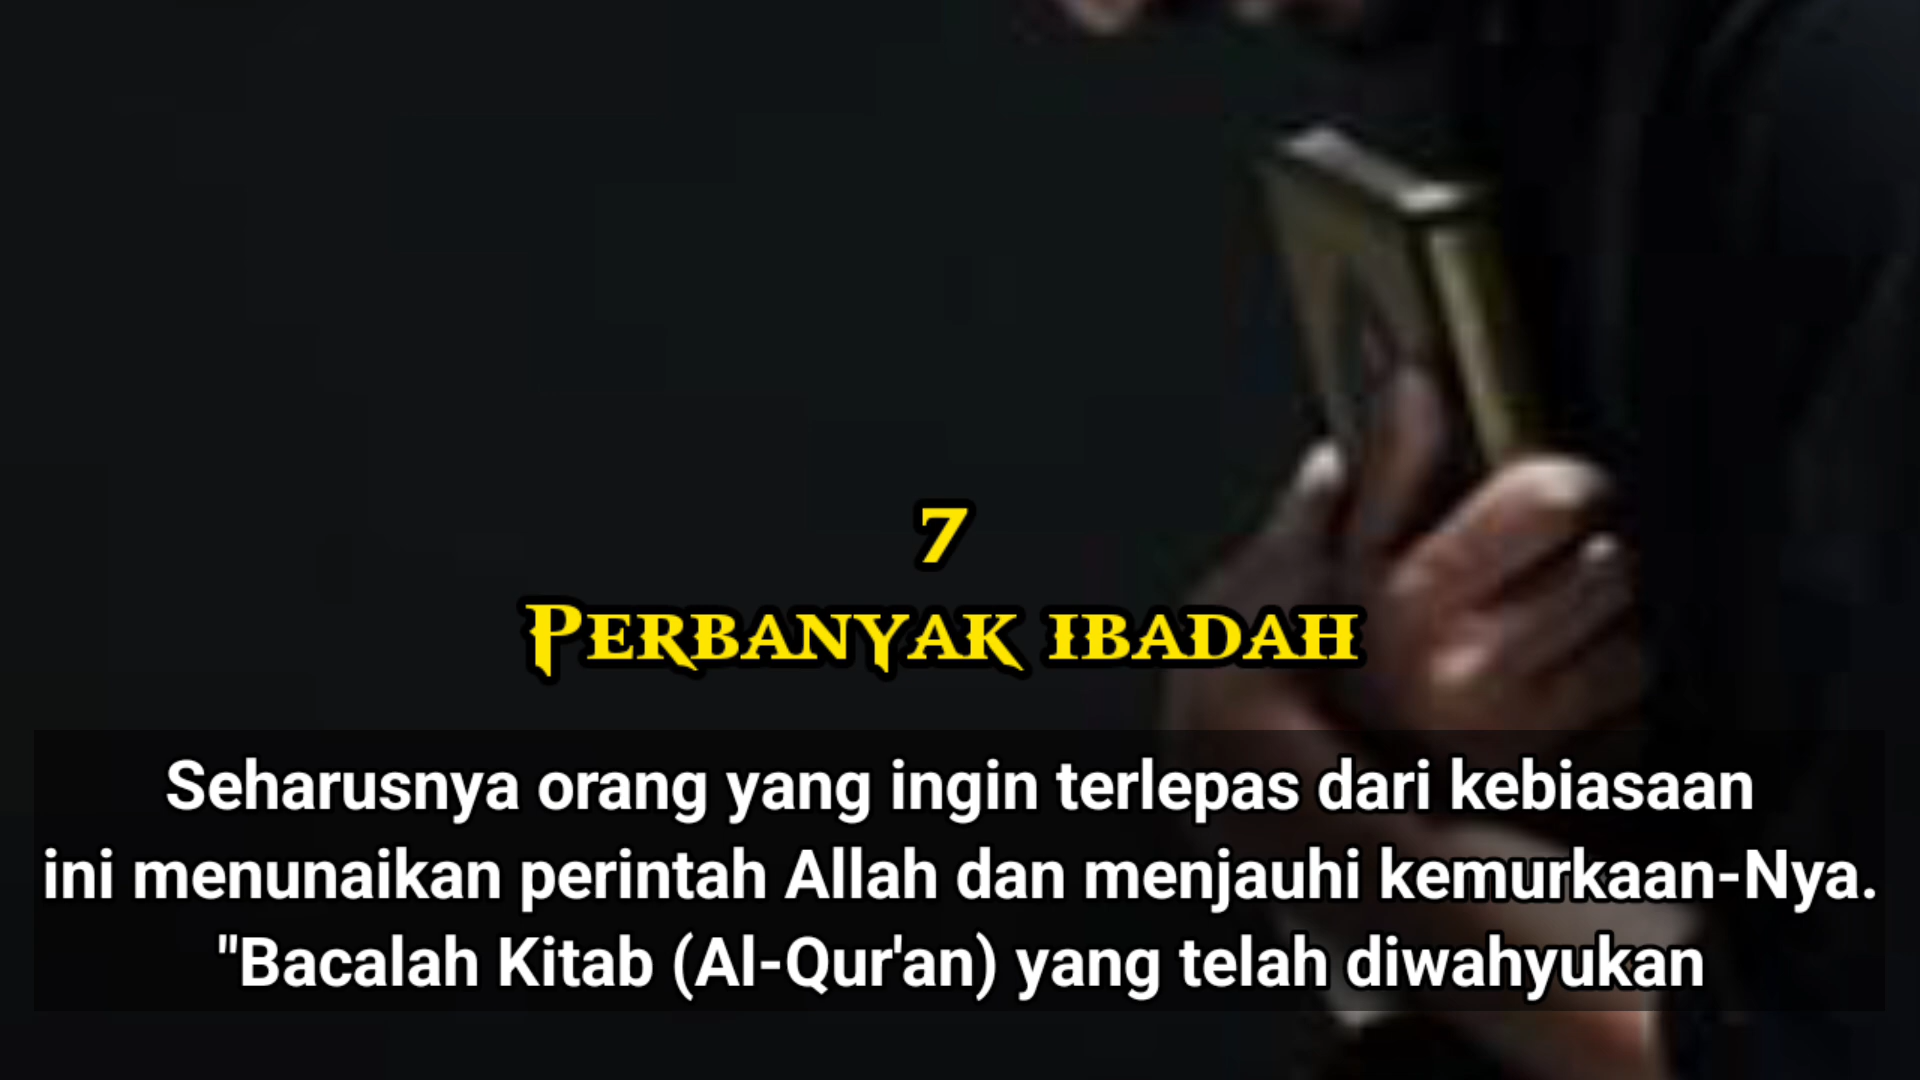 7
Perbanyak ibadah
Seharusnya orang yang ingin terlepas dari kebiasaan
ini menunaikan perintah Allah dan menjauhi kemurkaan-Nya.
"Bacalah Kitab (Al-Qur'an) yang telah diwahyukan